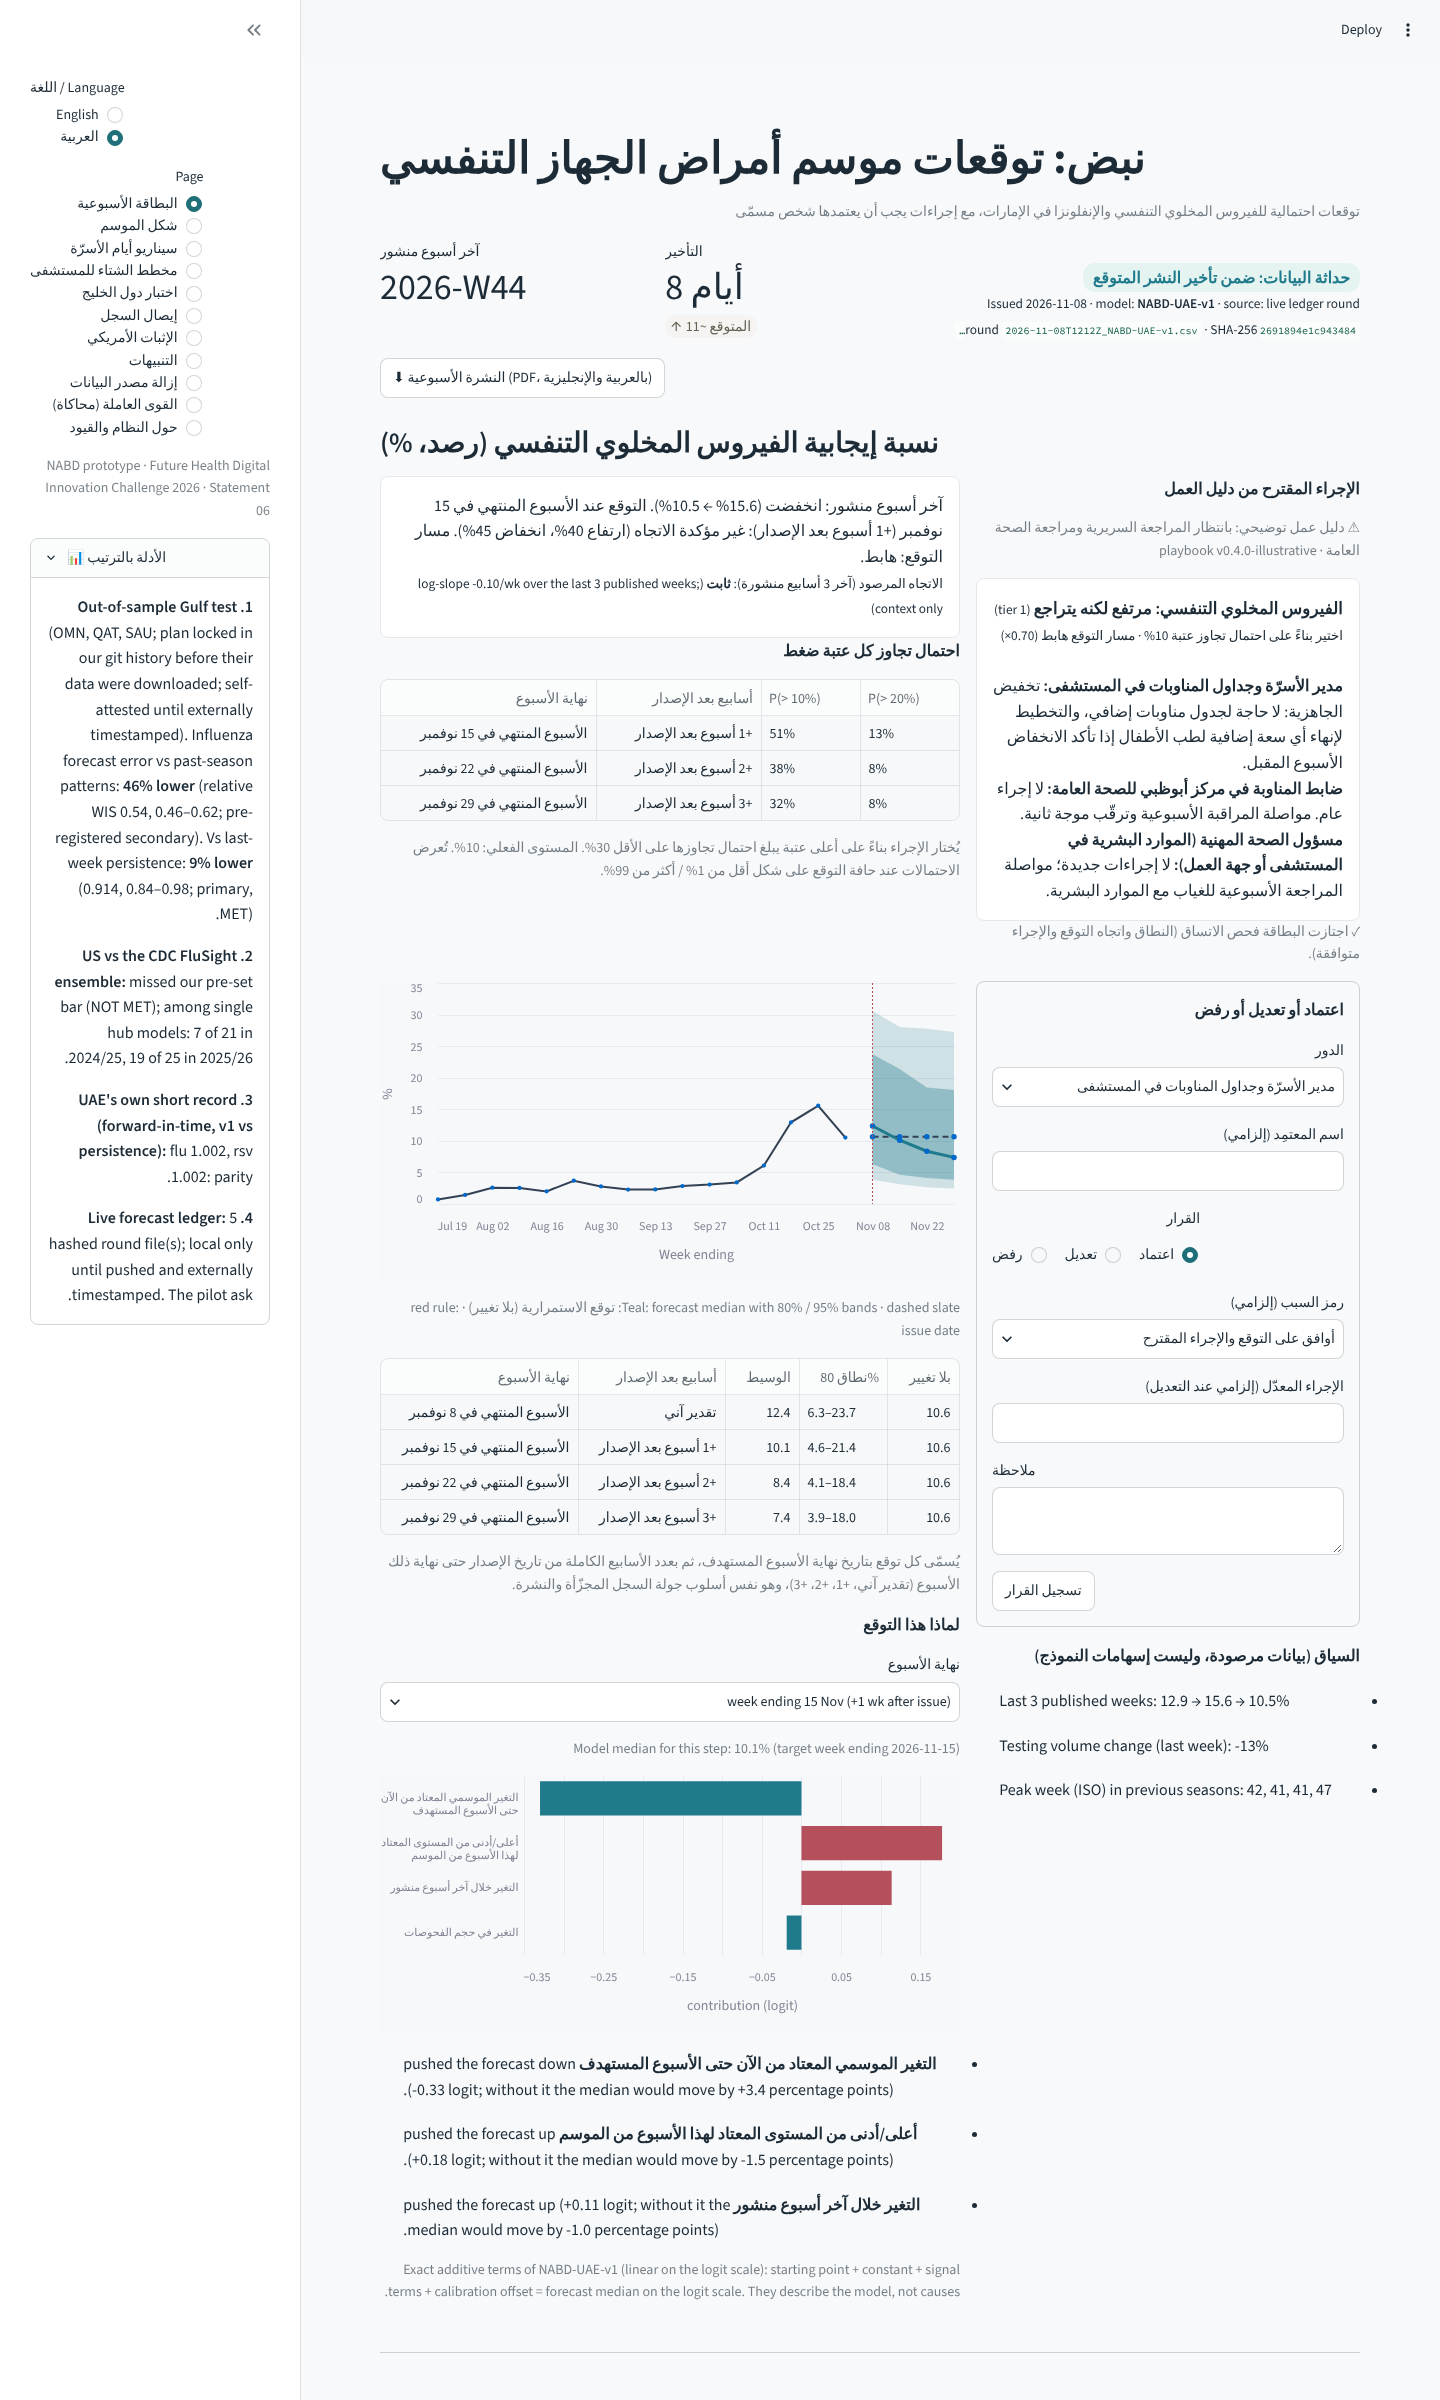 Deploy
اللغة / Language
English
العربية
Page
البطاقة الأسبوعية
شكل الموسم
سيناريو أيام الأسرّة
مخطط الشتاء للمستشفى
اختبار دول الخليج
إيصال السجل
الإثبات الأمريكي
التنبيهات
إزالة مصدر البيانات
القوى العاملة (محاكاة)
حول النظام والقيود
NABD prototype · Future Health Digital
Innovation Challenge 2026 · Statement
06
📊 الأدلة بالترتيب
1. Out-of-sample Gulf test
(OMN, QAT, SAU; plan locked in
our git history before their
data were downloaded; self-
attested until externally
timestamped). Influenza
forecast error vs past-season
patterns: 46% lower (relative
WIS 0.54, 0.46–0.62; pre-
registered secondary). Vs last-
week persistence: 9% lower
(0.914, 0.84–0.98; primary,
MET).
2. US vs the CDC FluSight
ensemble: missed our pre-set
bar (NOT MET); among single
hub models: 7 of 21 in
2024/25, 19 of 25 in 2025/26.
3. UAE's own short record
(forward-in-time, v1 vs
persistence): flu 1.002, rsv
1.002: parity.
4. Live forecast ledger: 5
hashed round file(s); local only
until pushed and externally
timestamped. The pilot ask.
نبض: توقعات موسم أمراض الجهاز التنفسي
توقعات احتمالية للفيروس المخلوي التنفسي والإنفلونزا في الإمارات، مع إجراءات يجب أن يعتمدها شخص مسمّى
حداثة البيانات: ضمن تأخير النشر المتوقع
Issued 2026-11-08 · model: NABD-UAE-v1 · source: live ledger round
round 2026-11-08T1212Z_NABD-UAE-v1.csv · SHA-256 2691894e1c943484…
التأخير
8 أيام
↑ المتوقع ~11
آخر أسبوع منشور
2026-W44
⬇ النشرة الأسبوعية (PDF، بالعربية والإنجليزية)
نسبة إيجابية الفيروس المخلوي التنفسي (رصد، %)
آخر أسبوع منشور: انخفضت (15.6% ← 10.5%). التوقع عند الأسبوع المنتهي في 15
نوفمبر (+1 أسبوع بعد الإصدار): غير مؤكدة الاتجاه (ارتفاع 40%، انخفاض 45%). مسار
التوقع: هابط.
الاتجاه المرصود (آخر 3 أسابيع منشورة): ثابت (log-slope -0.10/wk over the last 3 published weeks;
context only)
احتمال تجاوز كل عتبة ضغط
نهاية الأسبوع أسابيع بعد الإصدار P(> 10%) P(> 20%)
الأسبوع المنتهي في 15 نوفمبر +1 أسبوع بعد الإصدار 51% 13%
الأسبوع المنتهي في 22 نوفمبر +2 أسبوع بعد الإصدار 38% 8%
الأسبوع المنتهي في 29 نوفمبر +3 أسبوع بعد الإصدار 32% 8%
يُختار الإجراء بناءً على أعلى عتبة يبلغ احتمال تجاوزها على الأقل 30%. المستوى الفعلي: 10%. تُعرض
الاحتمالات عند حافة التوقع على شكل أقل من 1% / أكثر من 99%.
الإجراء المقترح من دليل العمل
⚠ دليل عمل توضيحي: بانتظار المراجعة السريرية ومراجعة الصحة
العامة · playbook v0.4.0-illustrative
الفيروس المخلوي التنفسي: مرتفع لكنه يتراجع (tier 1)
اختير بناءً على احتمال تجاوز عتبة 10% · مسار التوقع هابط (0.70×)
مدير الأسرّة وجداول المناوبات في المستشفى: تخفيض
الجاهزية: لا حاجة لجدول مناوبات إضافي، والتخطيط
لإنهاء أي سعة إضافية لطب الأطفال إذا تأكد الانخفاض
الأسبوع المقبل.
ضابط المناوبة في مركز أبوظبي للصحة العامة: لا إجراء
عام. مواصلة المراقبة الأسبوعية وترقّب موجة ثانية.
مسؤول الصحة المهنية (الموارد البشرية في
المستشفى أو جهة العمل): لا إجراءات جديدة؛ مواصلة
المراجعة الأسبوعية للغياب مع الموارد البشرية.
✓ اجتازت البطاقة فحص الاتساق (النطاق واتجاه التوقع والإجراء
متوافقة).
%
35
30
25
20
15
10
5
0
Jul 19 Aug 02 Aug 16 Aug 30 Sep 13 Sep 27 Oct 11 Oct 25 Nov 08 Nov 22
Week ending
Teal: forecast median with 80% / 95% bands · dashed slate: توقع الاستمرارية (بلا تغيير) · red rule:
issue date
نهاية الأسبوع أسابيع بعد الإصدار الوسيط نطاق 80% بلا تغيير
الأسبوع المنتهي في 8 نوفمبر تقدير آني 12.4 6.3–23.7 10.6
الأسبوع المنتهي في 15 نوفمبر +1 أسبوع بعد الإصدار 10.1 4.6–21.4 10.6
الأسبوع المنتهي في 22 نوفمبر +2 أسبوع بعد الإصدار 8.4 4.1–18.4 10.6
الأسبوع المنتهي في 29 نوفمبر +3 أسبوع بعد الإصدار 7.4 3.9–18.0 10.6
يُسمّى كل توقع بتاريخ نهاية الأسبوع المستهدف، ثم بعدد الأسابيع الكاملة من تاريخ الإصدار حتى نهاية ذلك
الأسبوع (تقدير آني، +1، +2، +3)، وهو نفس أسلوب جولة السجل المجزّأة والنشرة.
لماذا هذا التوقع
نهاية الأسبوع
week ending 15 Nov (+1 wk after issue)
Model median for this step: 10.1% (target week ending 2026-11-15)
التغير الموسمي المعتاد من الآن
حتى الأسبوع المستهدف
أعلى/أدنى من المستوى المعتاد
لهذا الأسبوع من الموسم
التغير خلال آخر أسبوع منشور
التغير في حجم الفحوصات
−0.35 −0.25 −0.15 −0.05 0.05 0.15
contribution (logit)
التغير الموسمي المعتاد من الآن حتى الأسبوع المستهدف pushed the forecast down
(-0.33 logit; without it the median would move by +3.4 percentage points).
أعلى/أدنى من المستوى المعتاد لهذا الأسبوع من الموسم pushed the forecast up
(+0.18 logit; without it the median would move by -1.5 percentage points).
التغير خلال آخر أسبوع منشور pushed the forecast up (+0.11 logit; without it the
median would move by -1.0 percentage points).
Exact additive terms of NABD-UAE-v1 (linear on the logit scale): starting point + constant + signal
terms + calibration offset = forecast median on the logit scale. They describe the model, not causes.
اعتماد أو تعديل أو رفض
الدور
مدير الأسرّة وجداول المناوبات في المستشفى
اسم المعتمِد (إلزامي)
القرار
اعتماد تعديل رفض
رمز السبب (إلزامي)
أوافق على التوقع والإجراء المقترح
الإجراء المعدّل (إلزامي عند التعديل)
ملاحظة
تسجيل القرار
السياق (بيانات مرصودة، وليست إسهامات النموذج)
Last 3 published weeks: 12.9 → 15.6 → 10.5%
Testing volume change (last week): -13%
Peak week (ISO) in previous seasons: 42, 41, 41, 47